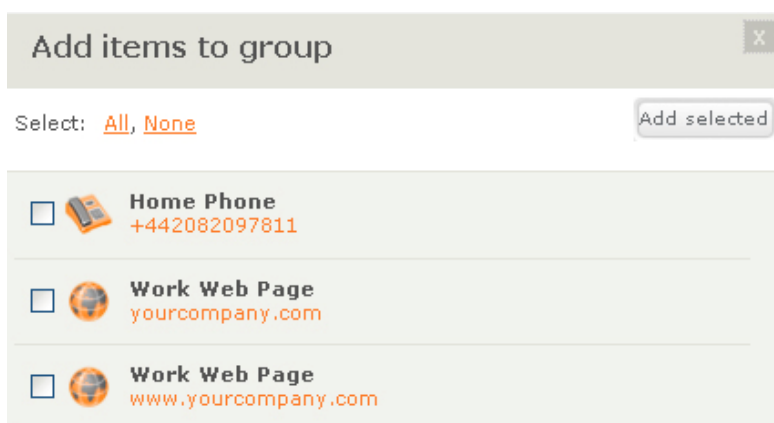 Add items to group
X
Select: All, None
Add selected
Home Phone
+442082097811
Work Web Page
yourcompany.com
Work Web Page
www.yourcompany.com